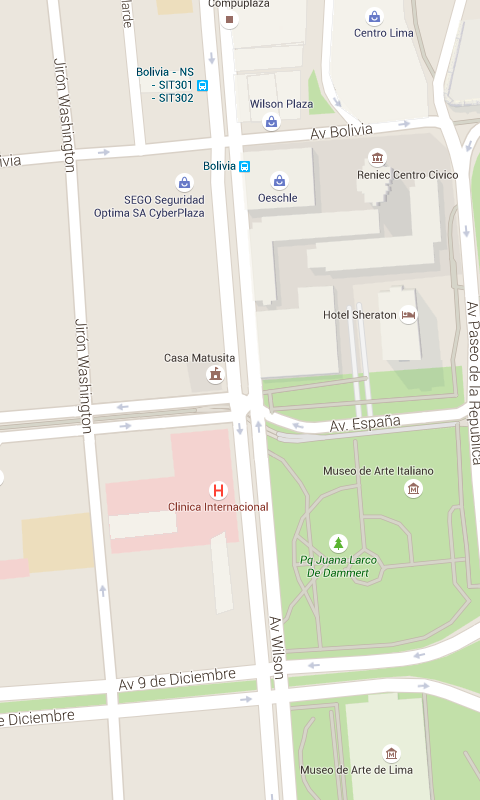 Compuplaza
Centro Lima
larde
Bolivia - NS
- SIT301
- SIT302
Jirón Washington
Wilson Plaza
Av Bolivia
ivia
Bolivia
Reniec Centro Civico
SEGO Seguridad
Optima SA CyberPlaza
Oeschle
Hotel Sheraton
Av Paseo de la Republica
Jirón Washington
Casa Matusita
Av. España
Museo de Arte Italiano
H
Clinica Internacional
Pq Juana Larco
De Dammert
Av Wilson
Av 9 de Diciembre
e Diciembre
Museo de Arte de Lima